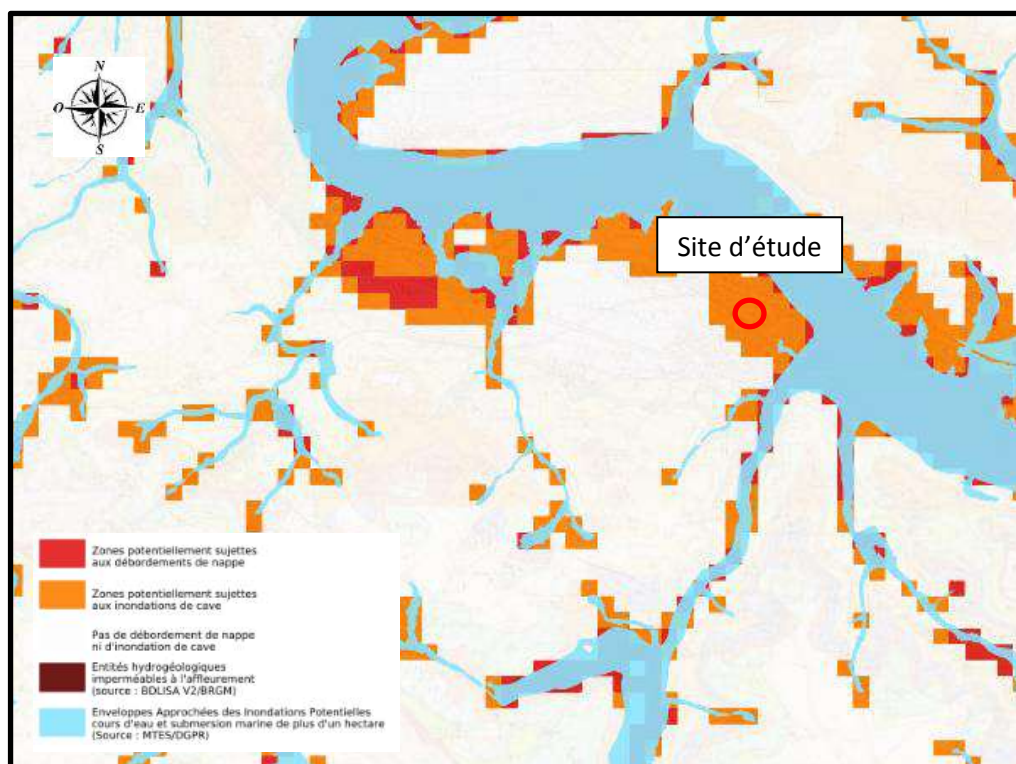 N
O
E
S
Site d’étude
Zones potentiellement sujettes
aux débordements de nappe
Zones potentiellement sujettes
aux inondations de cave
Pas de débordement de nappe
ni d'inondation de cave
Entités hydrogéologiques
imperméables à l'affleurement
(source : BDLISA V2/BRGM)
Enveloppes Approchées des Inondations Potentielles
cours d'eau et submersion marine de plus d'un hectare
(Source : MTES/DGPR)